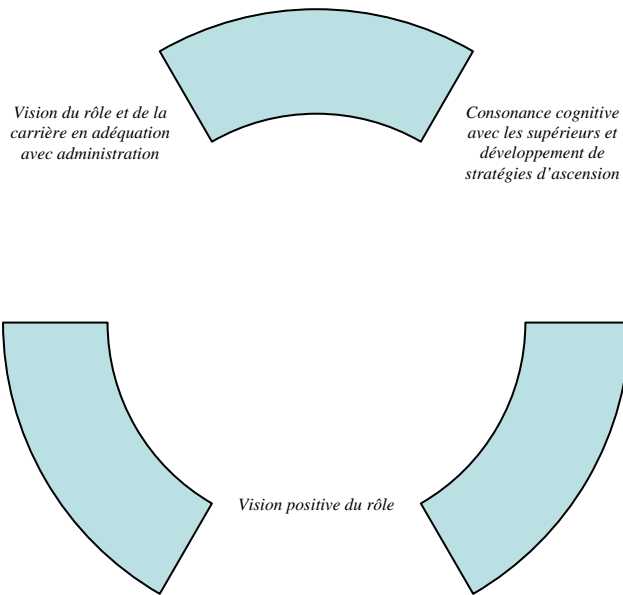 Vision du rôle et de la
carrière en adéquation
avec administration
Consonance cognitive
avec les supérieurs et
développement de
stratégies d'ascension
Vision positive du rôle